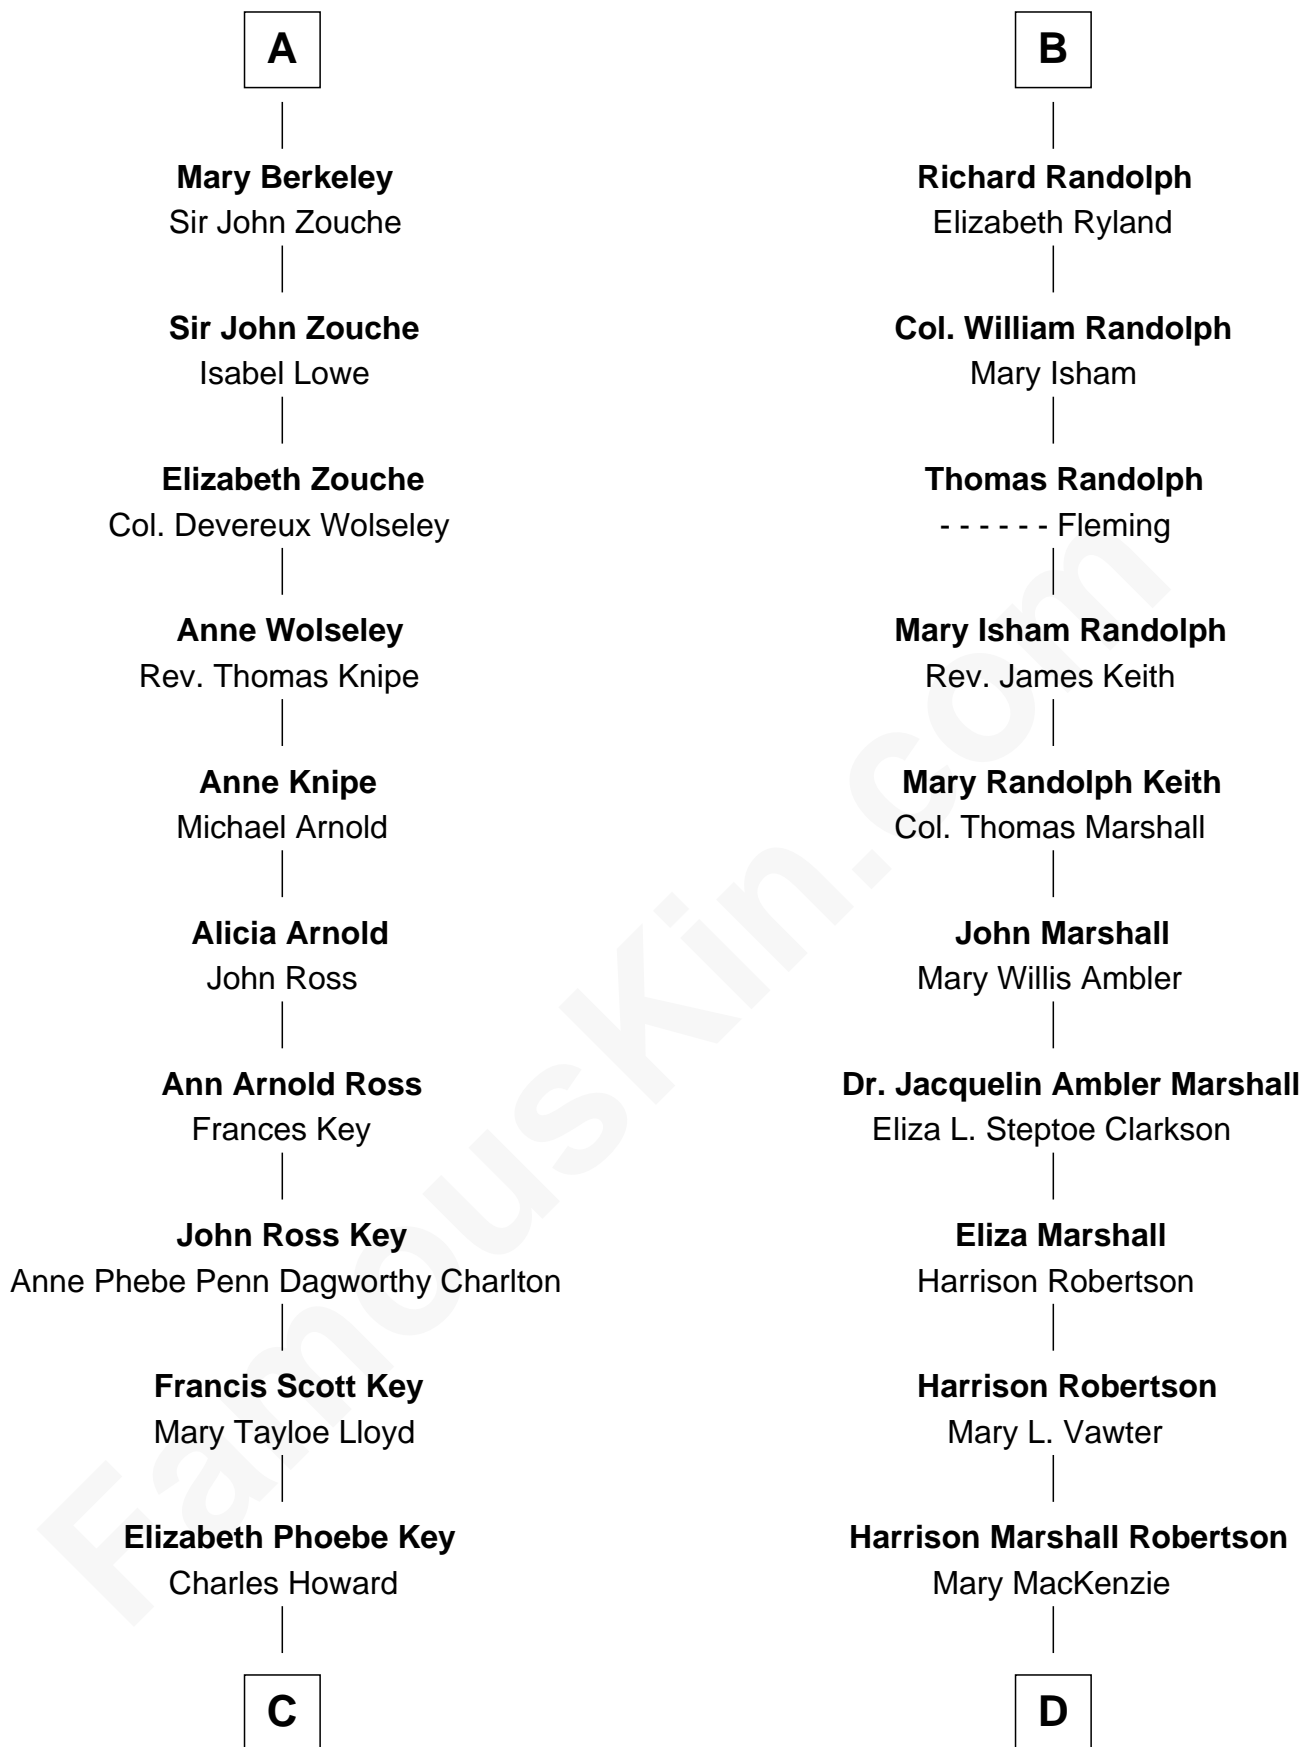 A
Mary Berkeley
Sir John Zouche
Sir John Zouche
Isabel Lowe
Elizabeth Zouche
Col. Devereux Wolseley
Anne Wolseley
Rev. Thomas Knipe
Anne Knipe
Michael Arnold
Alicia Arnold
John Ross
Ann Arnold Ross
Frances Key
John Ross Key
Anne Phebe Penn Dagworthy Charlton
Francis Scott Key
Mary Tayloe Lloyd
Elizabeth Phoebe Key
Charles Howard
C
B
Richard Randolph
Elizabeth Ryland
Col. William Randolph
Mary Isham
Thomas Randolph
- - - - - - Fleming
Mary Isham Randolph
Rev. James Keith
Mary Randolph Keith
Col. Thomas Marshall
John Marshall
Mary Willis Ambler
Dr. Jacquelin Ambler Marshall
Eliza L. Steptoe Clarkson
Eliza Marshall
Harrison Robertson
Harrison Robertson
Mary L. Vawter
Harrison Marshall Robertson
Mary MacKenzie
D
FamousKin.com